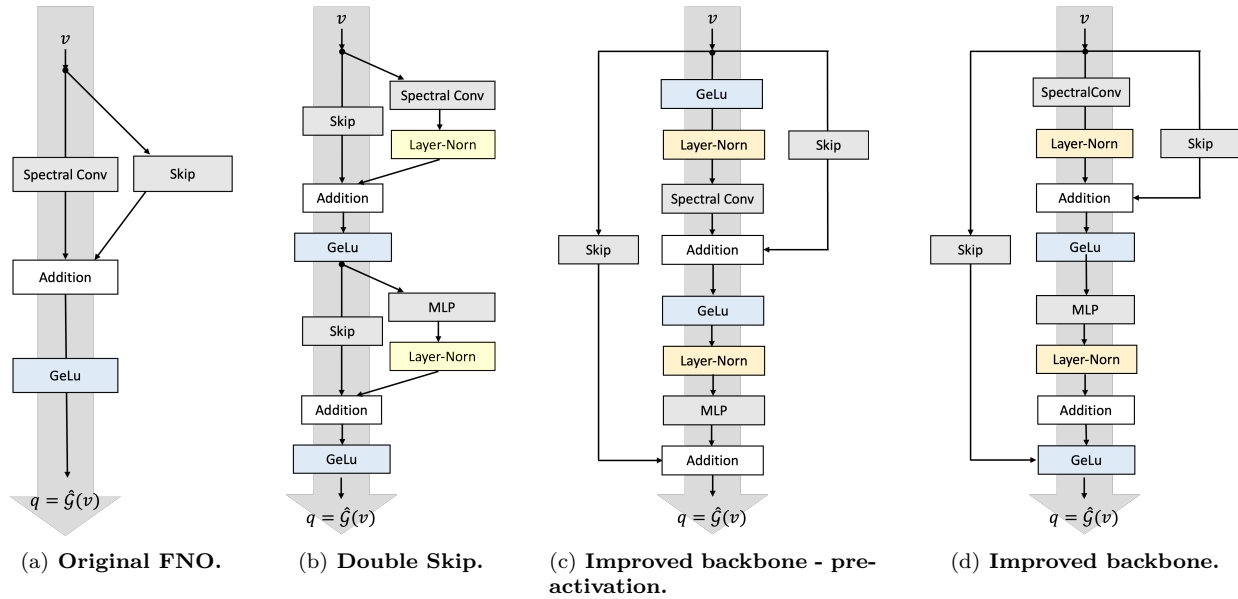 v
Spectral Conv
Skip
Addition
GeLu
q = 𝒢̂(v)
(a) Original FNO.
v
Spectral Conv
Skip
Layer-Norn
Addition
GeLu
MLP
Skip
Layer-Norn
Addition
GeLu
q = 𝒢̂(v)
(b) Double Skip.
v
GeLu
Layer-Norn
Skip
Spectral Conv
Skip
Addition
GeLu
Layer-Norn
MLP
Addition
q = 𝒢̂(v)
(c) Improved backbone - pre-
activation.
v
SpectralConv
Layer-Norn
Skip
Addition
Skip
GeLu
MLP
Layer-Norn
Addition
GeLu
q = 𝒢̂(v)
(d) Improved backbone.